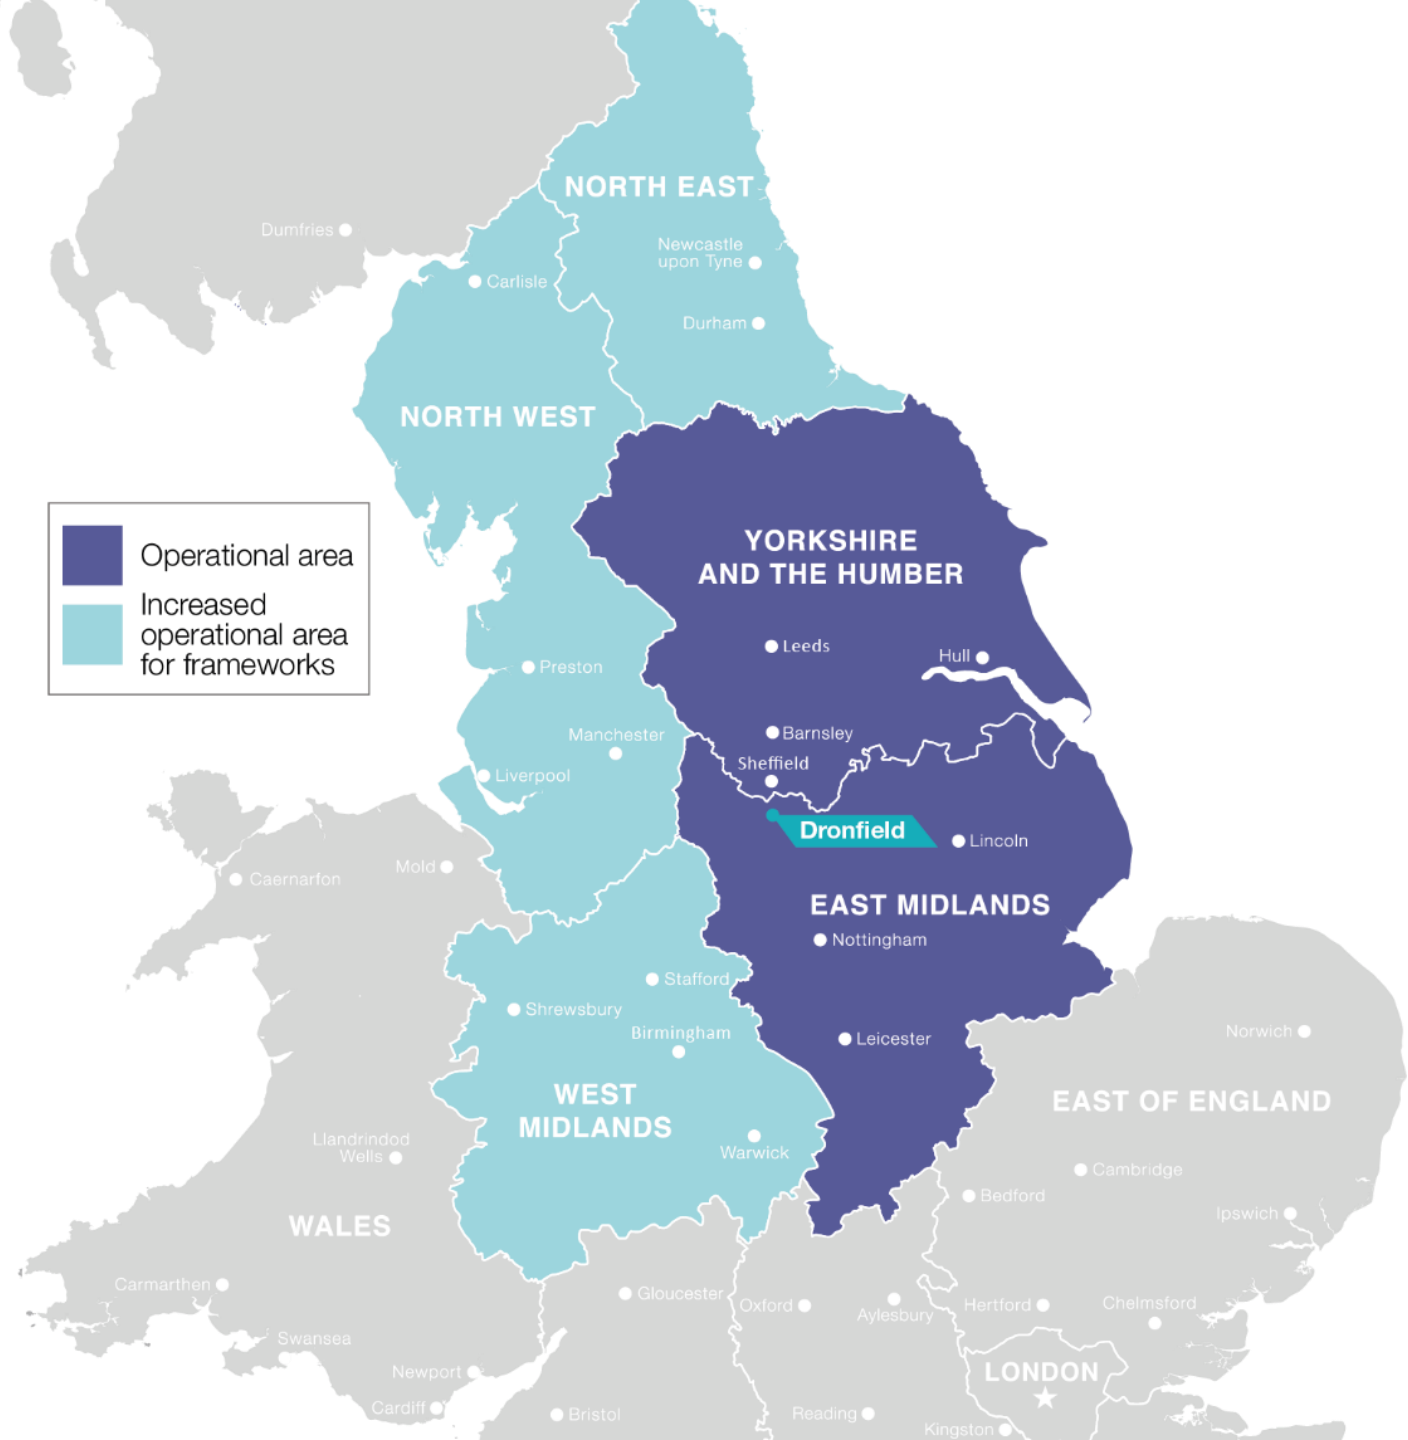 NORTH EAST
Dumfries
Newcastle
upon Tyne
Carlisle
Durham
NORTH WEST
Operational area
Increased
operational area
for frameworks
YORKSHIRE
AND THE HUMBER
Leeds
Hull
Preston
Manchester
Barnsley
Sheffield
Liverpool
Dronfield
Lincoln
Mold
Caernarfon
EAST MIDLANDS
Nottingham
Stafford
Shrewsbury
Birmingham
Leicester
Norwich
WEST
MIDLANDS
EAST OF ENGLAND
Llandrindod
Wells
Warwick
Cambridge
Bedford
Ipswich
WALES
Carmarthen
Gloucester
Oxford
Aylesbury
Hertford
Chelmsford
Swansea
Newport
LONDON
Cardiff
Bristol
Reading
Kingston